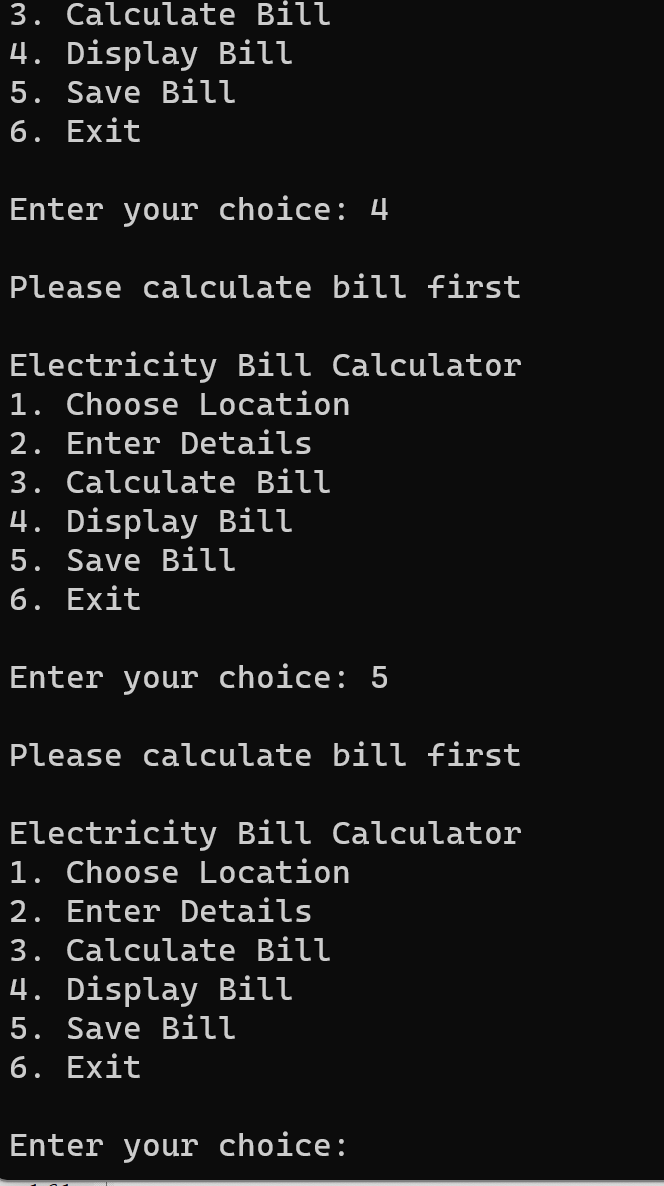 3. Calculate Bill
4. Display Bill
5. Save Bill
6. Exit
Enter your choice: 4
Please calculate bill first
Electricity Bill Calculator
1. Choose Location
2. Enter Details
3. Calculate Bill
4. Display Bill
5. Save Bill
6. Exit
Enter your choice: 5
Please calculate bill first
Electricity Bill Calculator
1. Choose Location
2. Enter Details
3. Calculate Bill
4. Display Bill
5. Save Bill
6. Exit
Enter your choice: